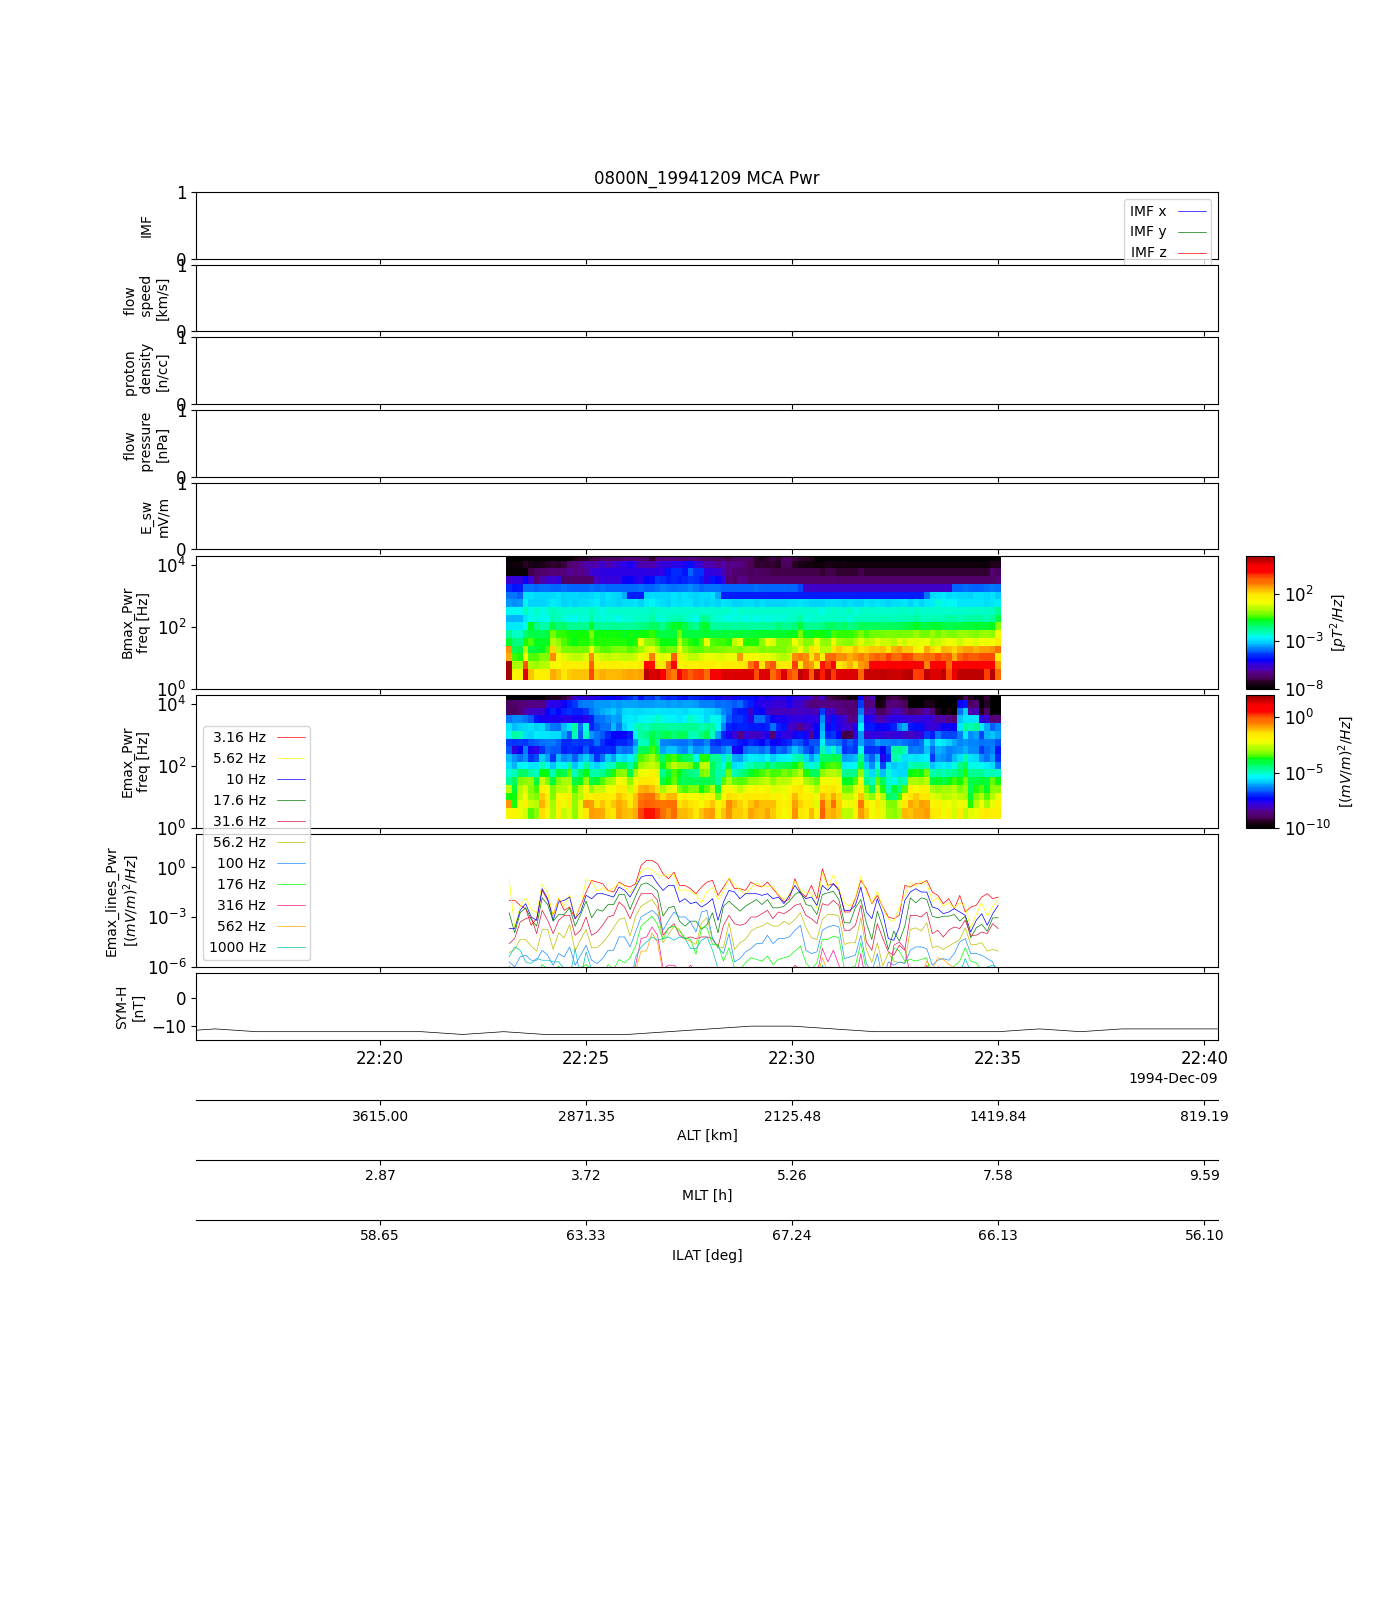 0800N_19941209 MCA Pwr
1
IMF
0
IMF x
IMF y
IMF z
1
flow
speed
[km/s]
0
1
proton
density
[n/cc]
0
1
flow
pressure
[nPa]
0
1
E_sw
mV/m
0
10^4
10^2
10^0
Bmax_Pwr
freq [Hz]
10^2
10^-3
10^-8
[pT^2/Hz]
10^4
10^2
10^0
Emax_Pwr
freq [Hz]
10^0
10^-5
10^-10
[(mV/m)^2/Hz]
3.16 Hz
5.62 Hz
10 Hz
17.6 Hz
31.6 Hz
56.2 Hz
100 Hz
176 Hz
316 Hz
562 Hz
1000 Hz
10^0
10^-3
10^-6
Emax_lines_Pwr
[(mV/m)^2/Hz]
0
−10
SYM-H
[nT]
22:20 22:25 22:30 22:35 22:40
1994-Dec-09
3615.00 2871.35 2125.48 1419.84 819.19
ALT [km]
2.87 3.72 5.26 7.58 9.59
MLT [h]
58.65 63.33 67.24 66.13 56.10
ILAT [deg]